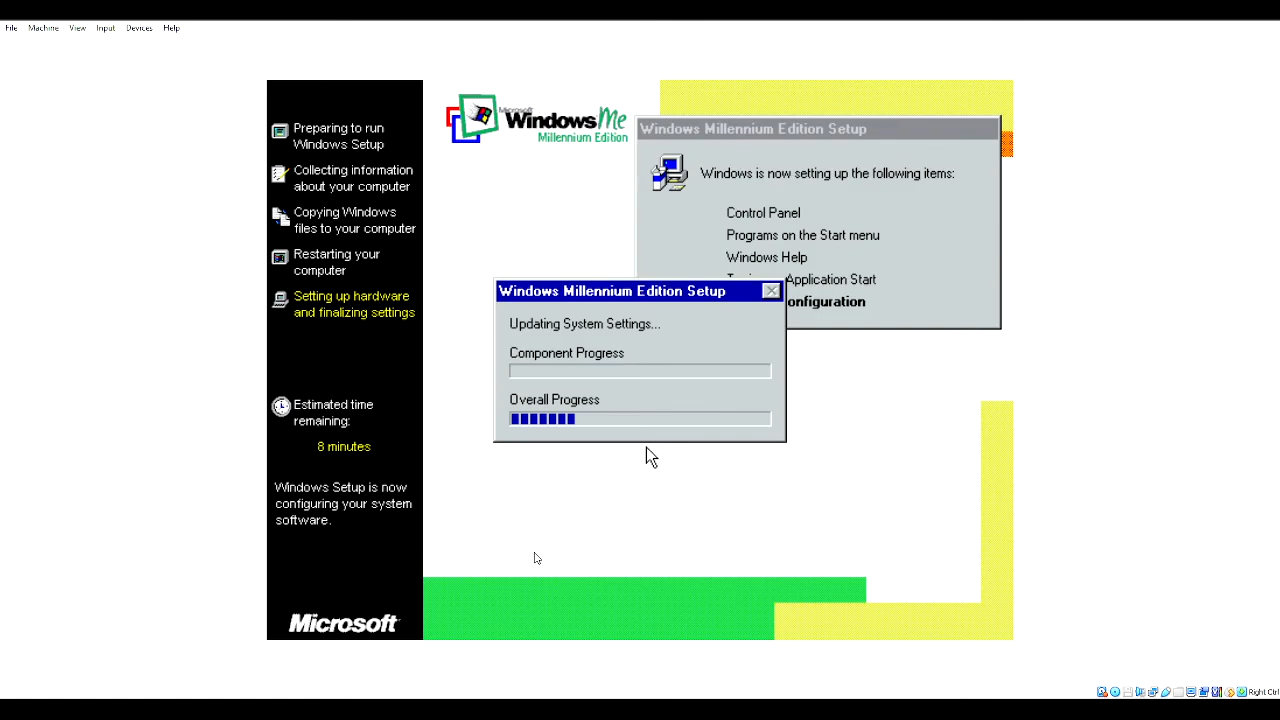 File Machine View Input Devices Help
Preparing to run
Windows Setup
Collecting information
about your computer
Copying Windows
files to your computer
Restarting your
computer
Setting up hardware
and finalizing settings
Estimated time
remaining:
8 minutes
Windows Setup is now
configuring your system
software.
Microsoft
Microsoft
Windows Me
Millennium Edition
Windows Millennium Edition Setup
Windows is now setting up the following items:
Control Panel
Programs on the Start menu
Windows Help
Application Start
onfiguration
Windows Millennium Edition Setup
Updating System Settings...
Component Progress
Overall Progress
Right Ctrl